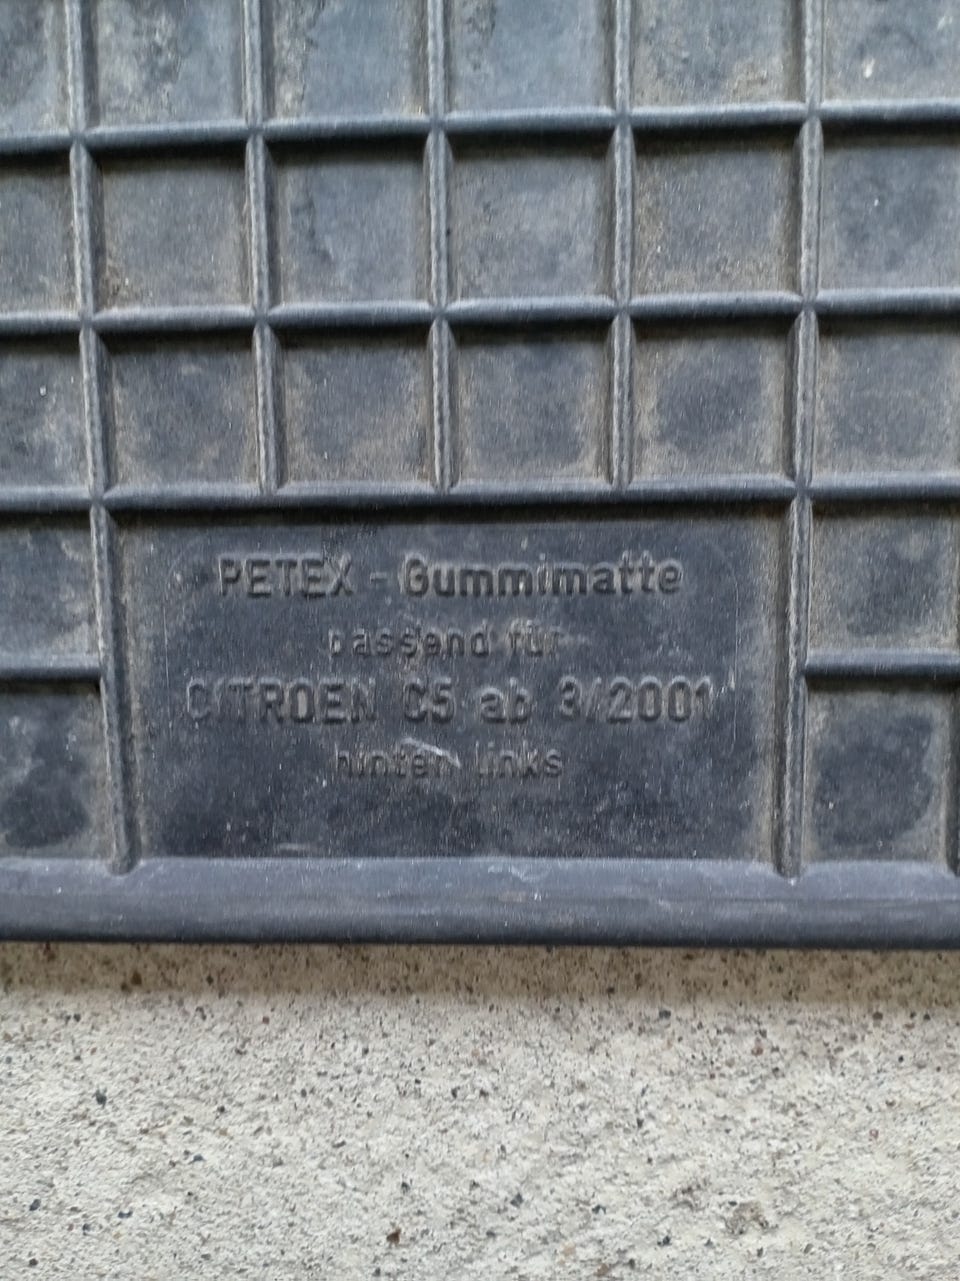 PETEX - Gummimatte
passend für
CITROEN C5 ab 3/2001
hinten links